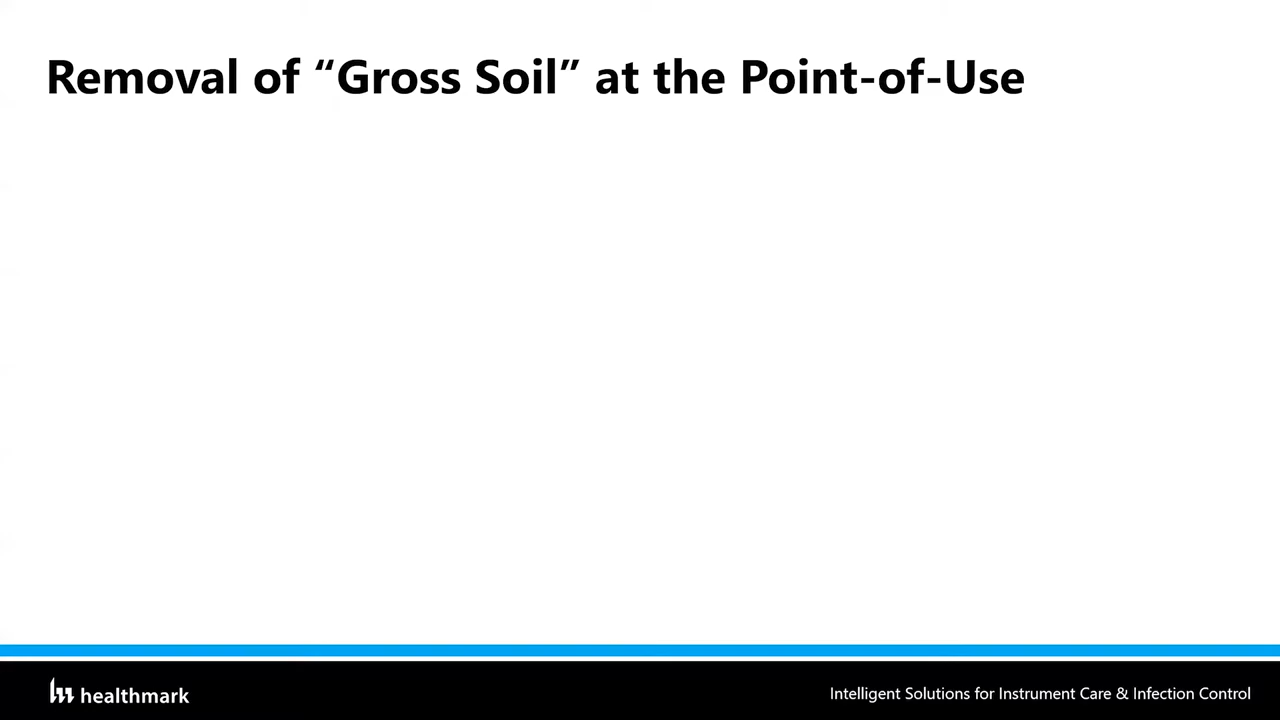 Removal of “Gross Soil” at the Point-of-Use
healthmark
Intelligent Solutions for Instrument Care & Infection Control